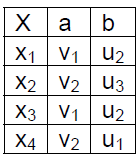 X a b
x₁ v₁ u₂
x₂ v₂ u₃
x₃ v₁ u₂
x₄ v₂ u₁